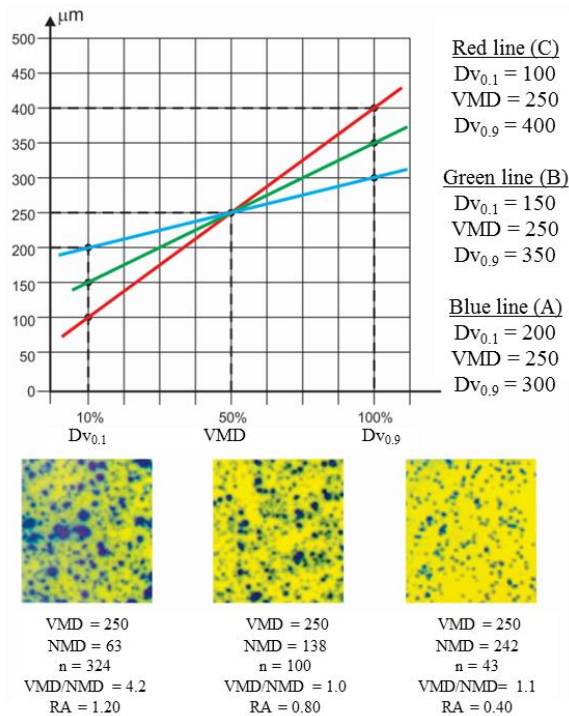 μm
500
450
400
350
300
250
200
150
100
50
0
10%
50%
100%
Dv0.1
VMD
Dv0.9
Red line (C)
Dv0.1 = 100
VMD = 250
Dv0.9 = 400
Green line (B)
Dv0.1 = 150
VMD = 250
Dv0.9 = 350
Blue line (A)
Dv0.1 = 200
VMD = 250
Dv0.9 = 300
VMD = 250
NMD = 63
n = 324
VMD/NMD = 4.2
RA = 1.20
VMD = 250
NMD = 138
n = 100
VMD/NMD = 1.0
RA = 0.80
VMD = 250
NMD = 242
n = 43
VMD/NMD= 1.1
RA = 0.40